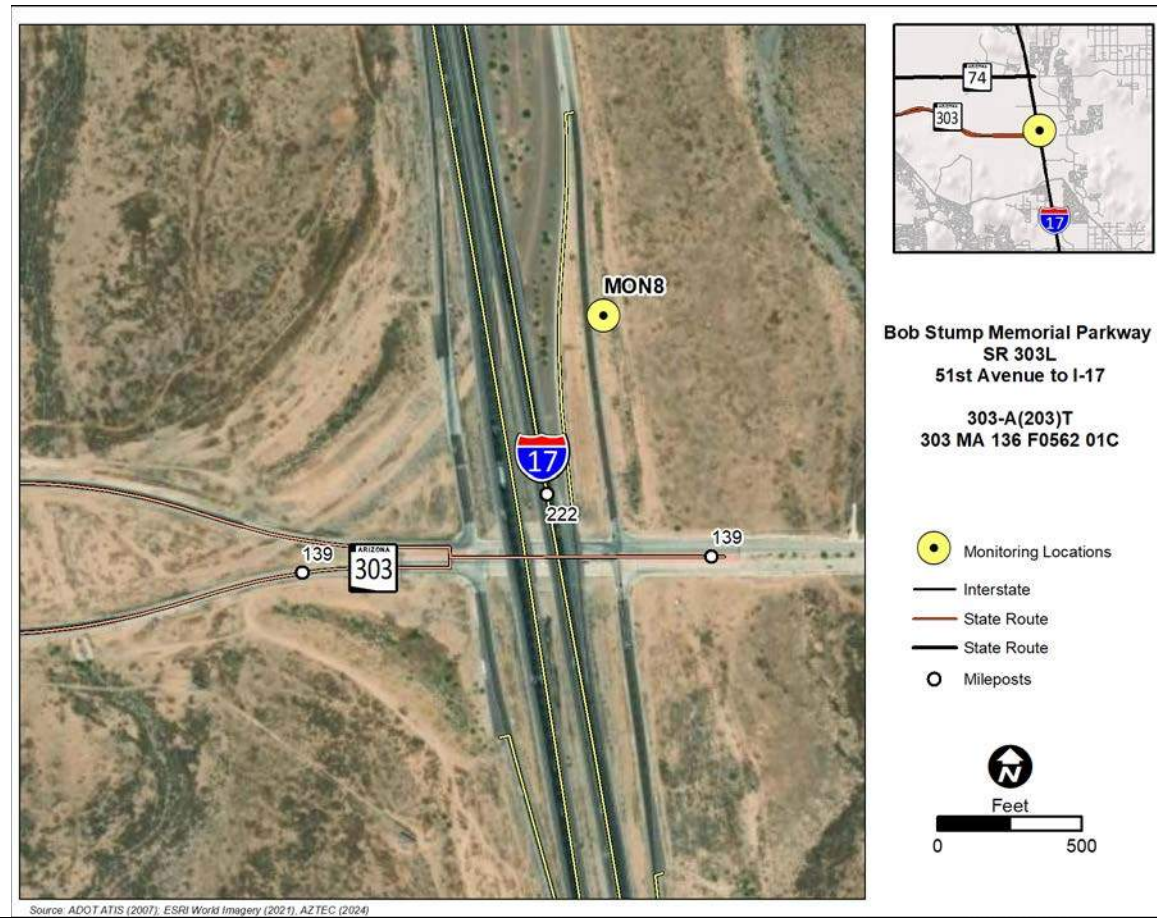 MON8
17
222
139
139
ARIZONA
303
ARIZONA
74
ARIZONA
303
17
Bob Stump Memorial Parkway
SR 303L
51st Avenue to I-17
303-A(203)T
303 MA 136 F0562 01C
Monitoring Locations
Interstate
State Route
State Route
Mileposts
N
Feet
0 500
Source: ADOT ATIS (2007); ESRI World Imagery (2021), AZTEC (2024)